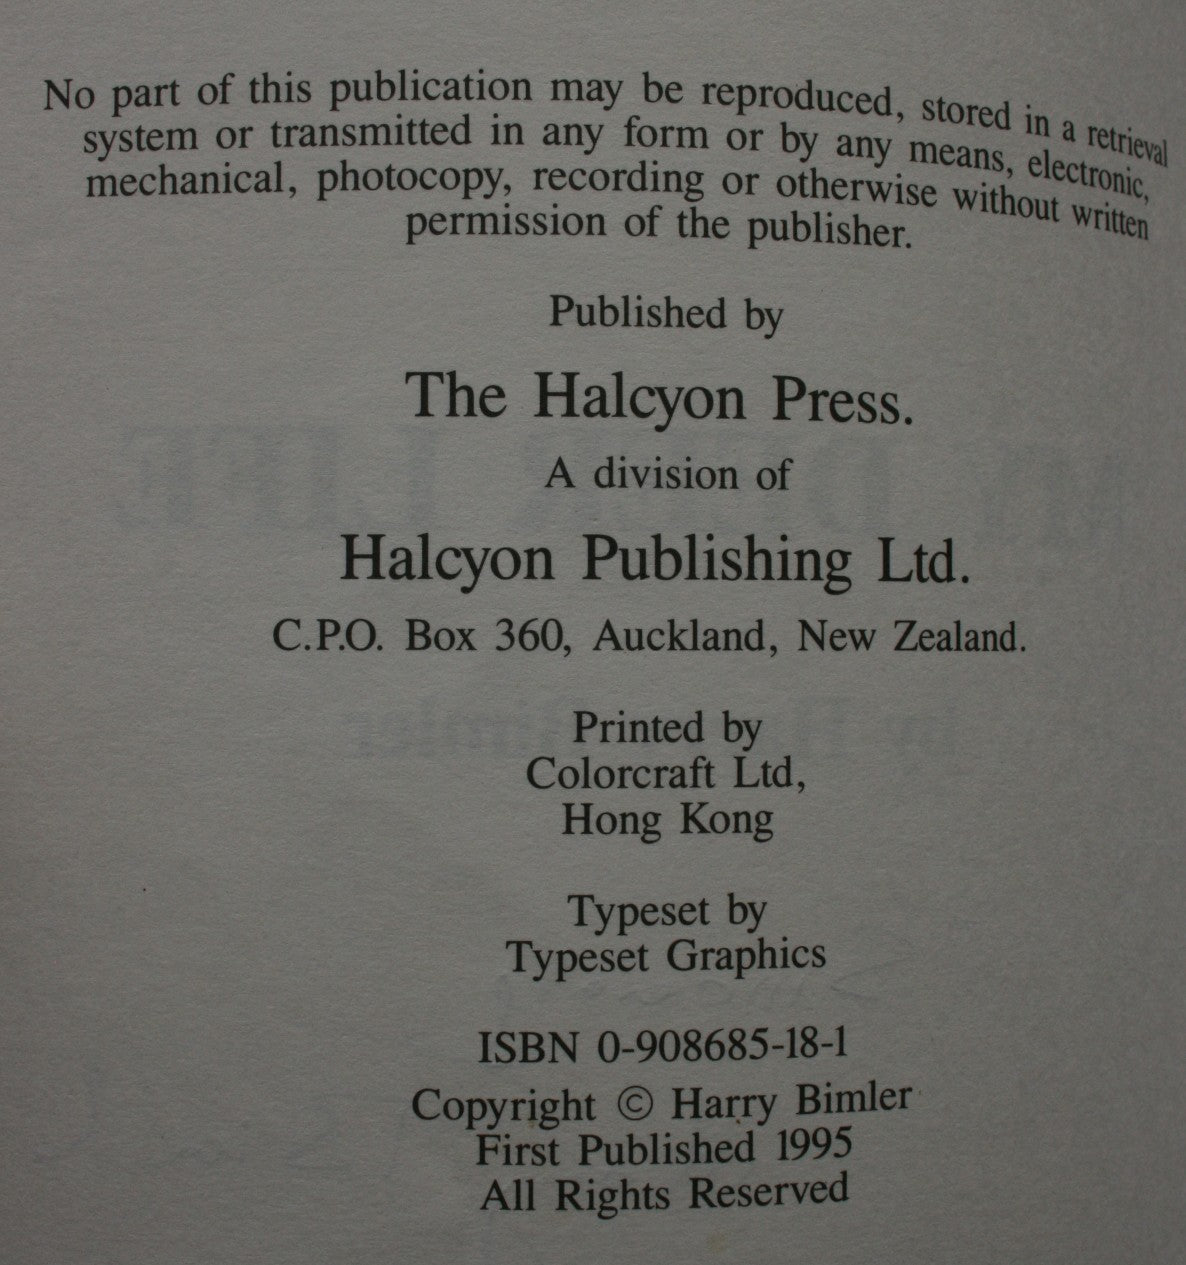 No part of this publication may be reproduced, stored in a retrieval
system or transmitted in any form or by any means, electronic,
mechanical, photocopy, recording or otherwise without written
permission of the publisher.
Published by
The Halcyon Press.
A division of
Halcyon Publishing Ltd.
C.P.O. Box 360, Auckland, New Zealand.
Printed by
Colorcraft Ltd,
Hong Kong
Typeset by
Typeset Graphics
ISBN 0-908685-18-1
Copyright © Harry Bimler
First Published 1995
All Rights Reserved